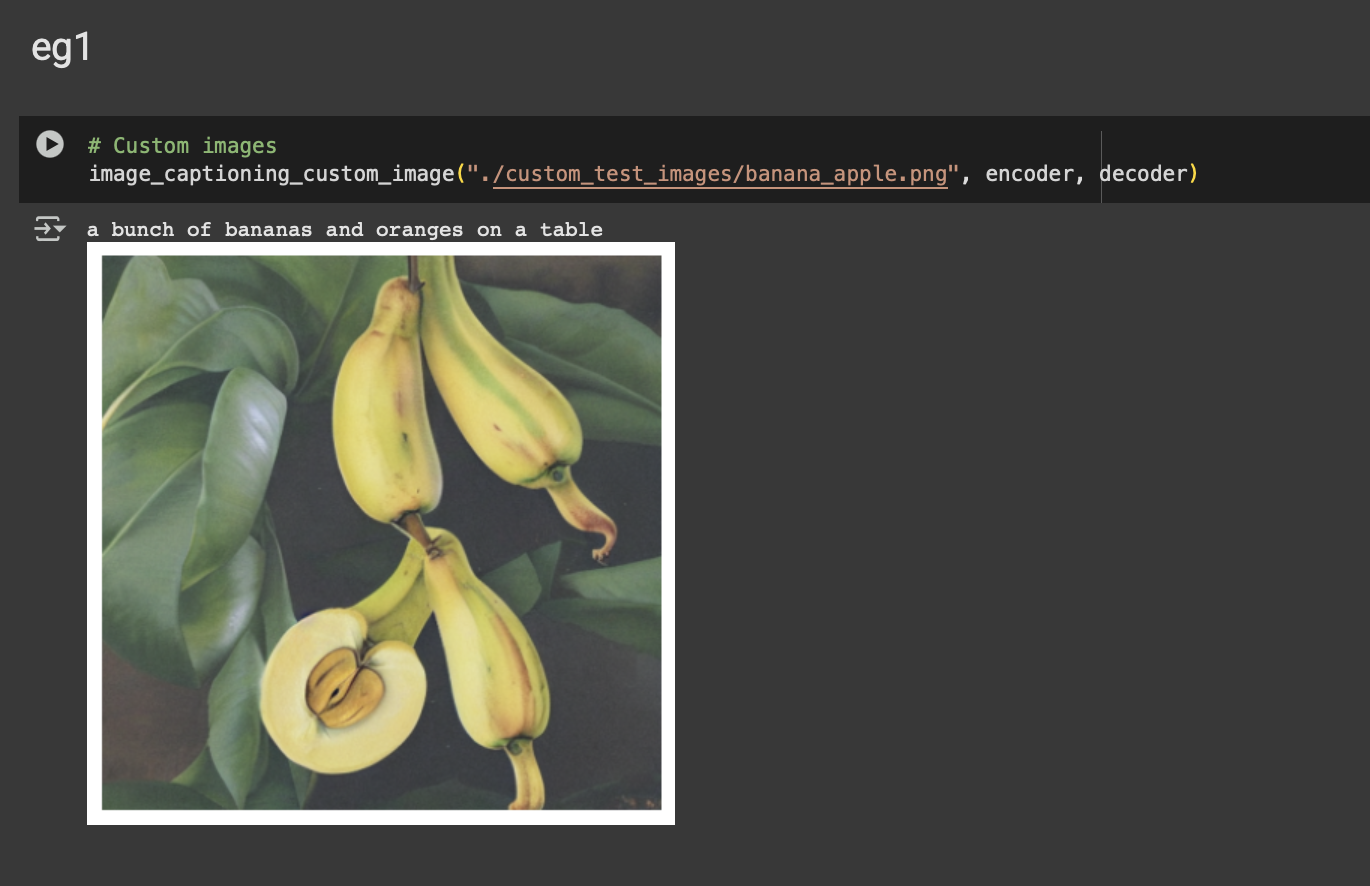 eg1
# Custom images
image_captioning_custom_image("./custom_test_images/banana_apple.png", encoder, decoder)
a bunch of bananas and oranges on a table